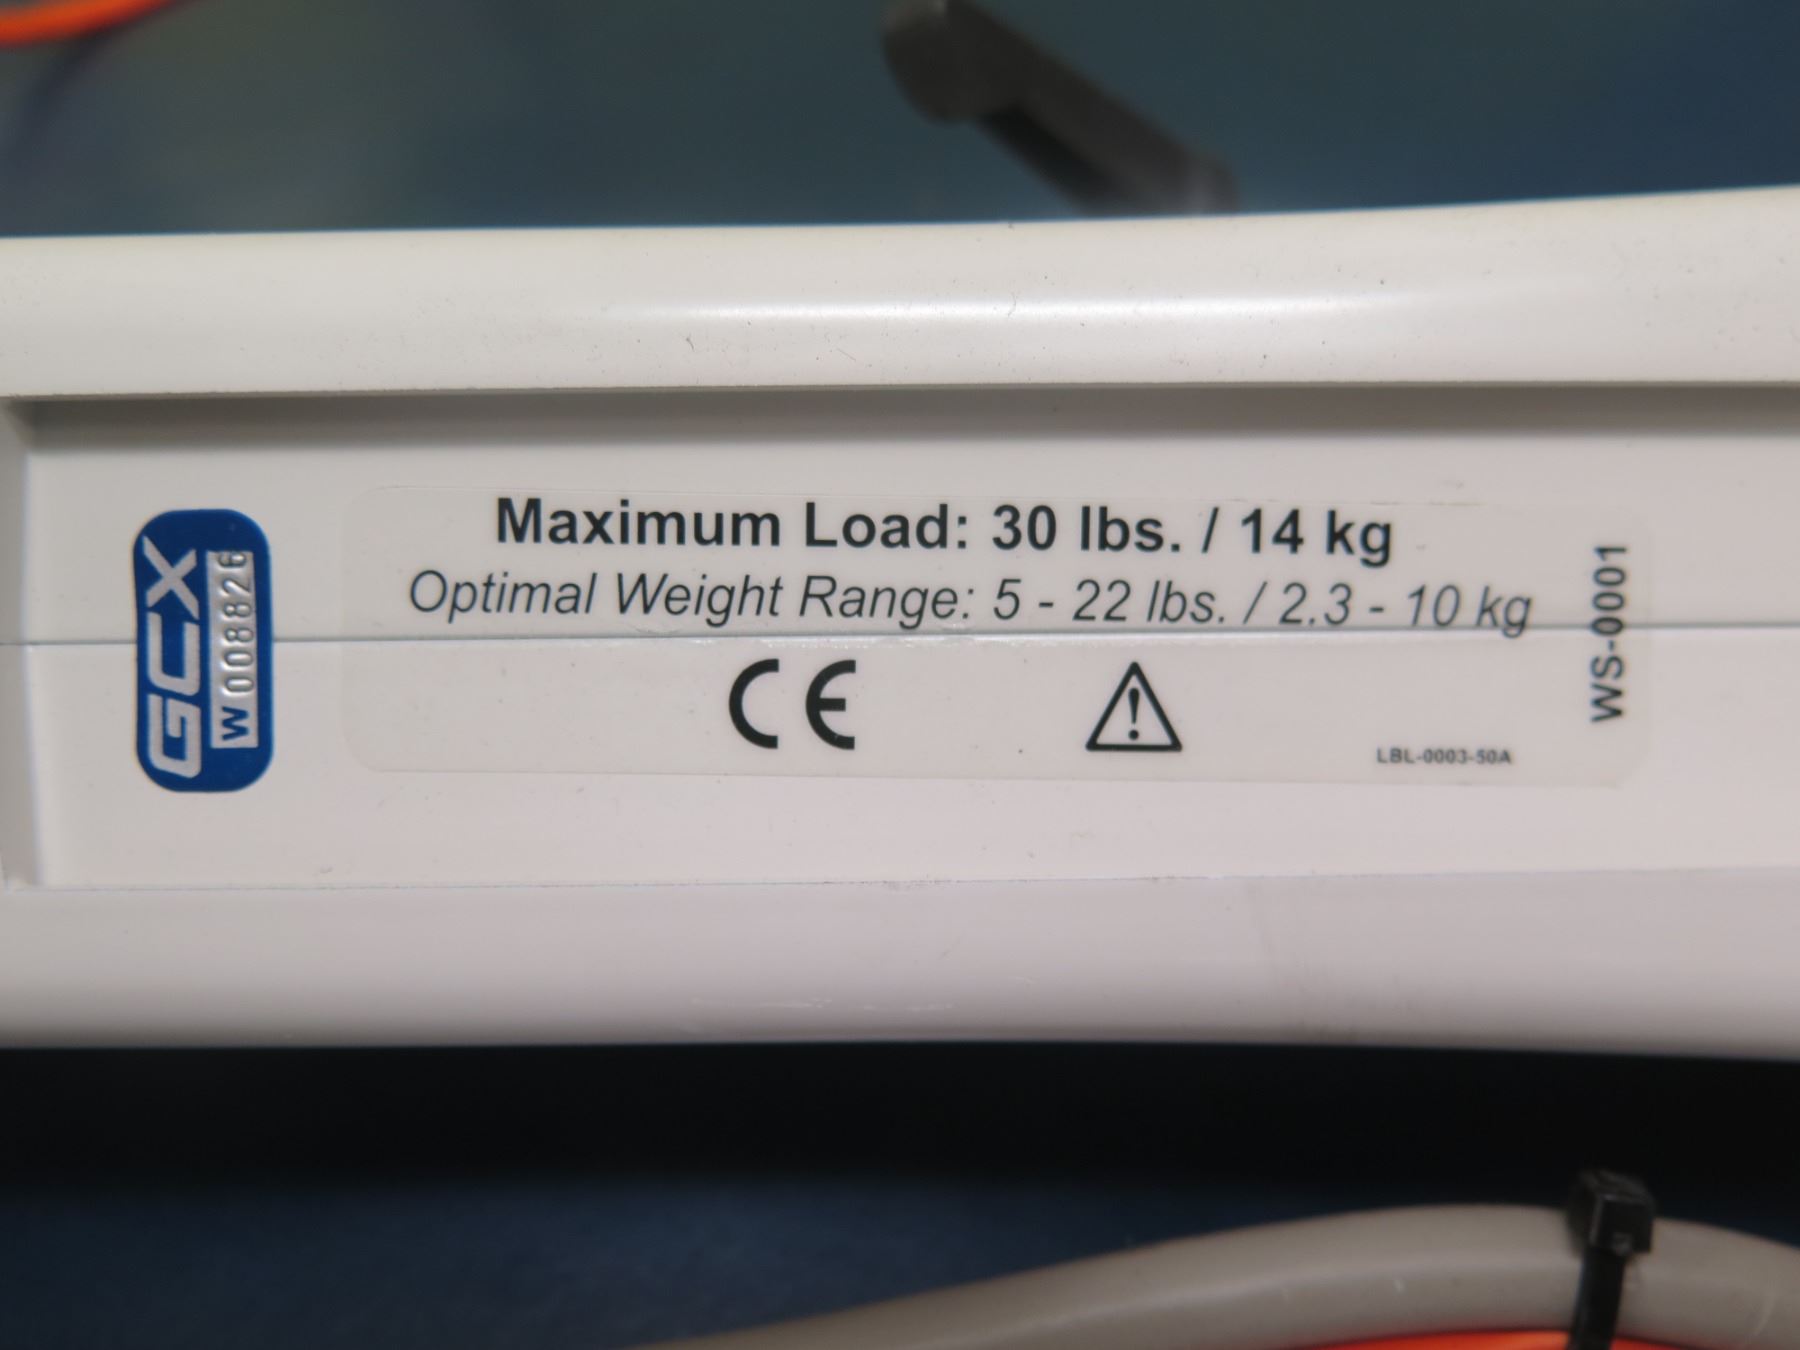 GCX
W008826
Maximum Load: 30 lbs. / 14 kg
Optimal Weight Range: 5 - 22 lbs. / 2.3 - 10 kg
CE
LBL-0003-50A
WS-0001